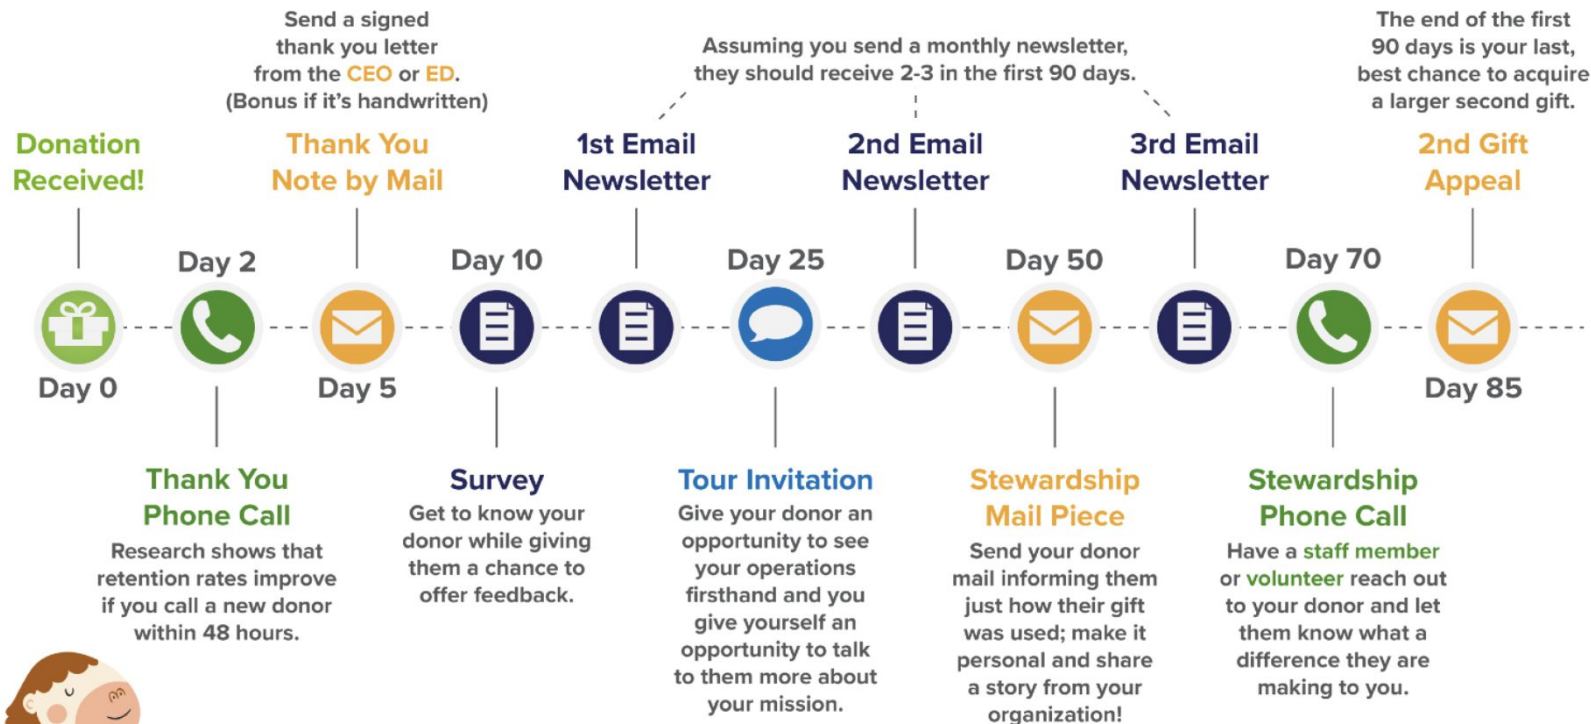 Send a signed
thank you letter
from the CEO or ED.
(Bonus if it's handwritten)
Assuming you send a monthly newsletter,
they should receive 2-3 in the first 90 days.
The end of the first
90 days is your last,
best chance to acquire
a larger second gift.
Donation
Received!
Thank You
Note by Mail
1st Email
Newsletter
2nd Email
Newsletter
3rd Email
Newsletter
2nd Gift
Appeal
Day 2
Day 10
Day 25
Day 50
Day 70
Day 0
Day 5
Day 85
Thank You
Phone Call
Research shows that
retention rates improve
if you call a new donor
within 48 hours.
Survey
Get to know your
donor while giving
them a chance to
offer feedback.
Tour Invitation
Give your donor an
opportunity to see
your operations
firsthand and you
give yourself an
opportunity to talk
to them more about
your mission.
Stewardship
Mail Piece
Send your donor
mail informing them
just how their gift
was used; make it
personal and share
a story from your
organization!
Stewardship
Phone Call
Have a staff member
or volunteer reach out
to your donor and let
them know what a
difference they are
making to you.